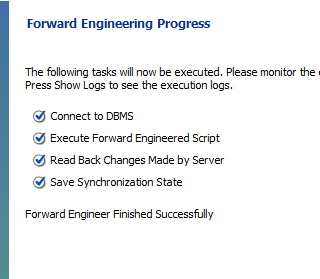 Forward Engineering Progress
The following tasks will now be executed. Please monitor the
Press Show Logs to see the execution logs.
Connect to DBMS
Execute Forward Engineered Script
Read Back Changes Made by Server
Save Synchronization State
Forward Engineer Finished Successfully